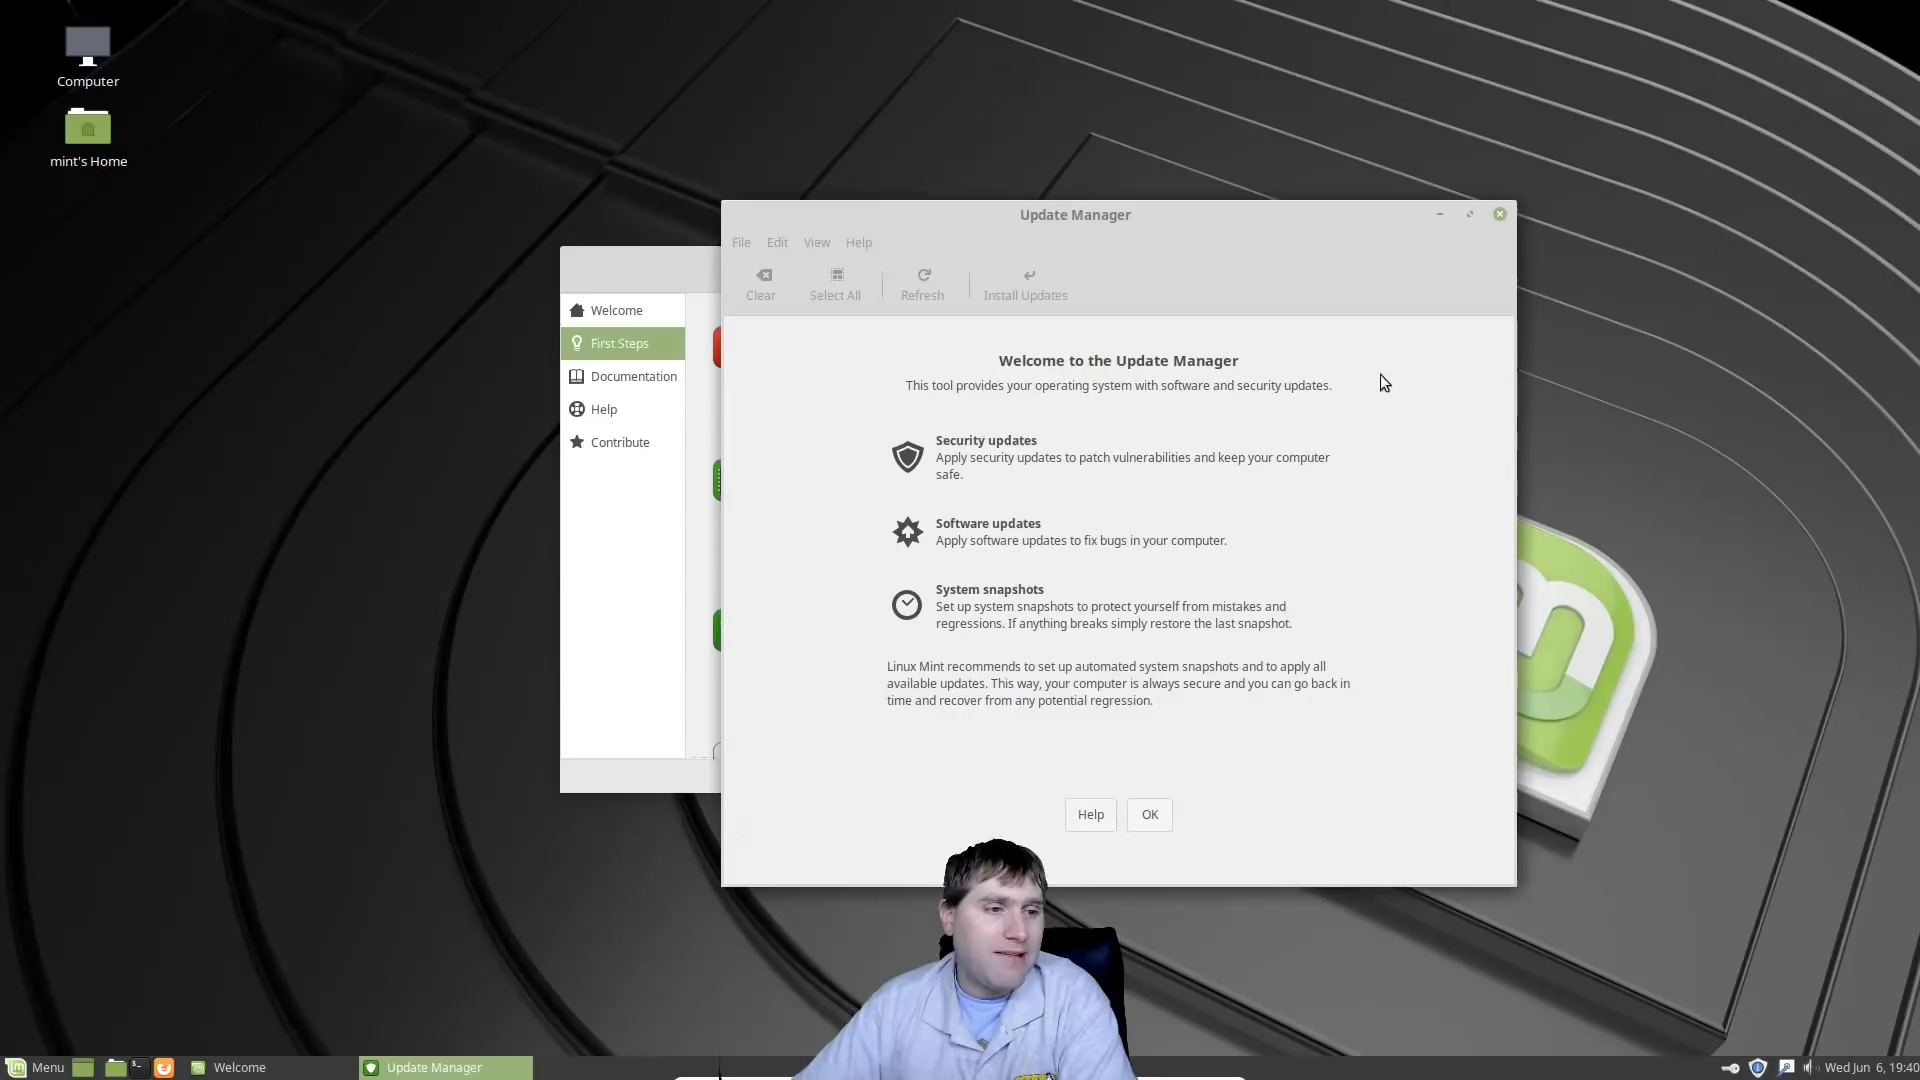 Computer
mint's Home
Update Manager
File Edit View Help
Clear Select All Refresh Install Updates
Welcome
First Steps
Documentation
Help
Contribute
Welcome to the Update Manager
This tool provides your operating system with software and security updates.
Security updates
Apply security updates to patch vulnerabilities and keep your computer
safe.
Software updates
Apply software updates to fix bugs in your computer.
System snapshots
Set up system snapshots to protect yourself from mistakes and
regressions. If anything breaks simply restore the last snapshot.
Linux Mint recommends to set up automated system snapshots and to apply all
available updates. This way, your computer is always secure and you can go back in
time and recover from any potential regression.
Help OK
Menu Welcome Update Manager Wed Jun 6, 19:40